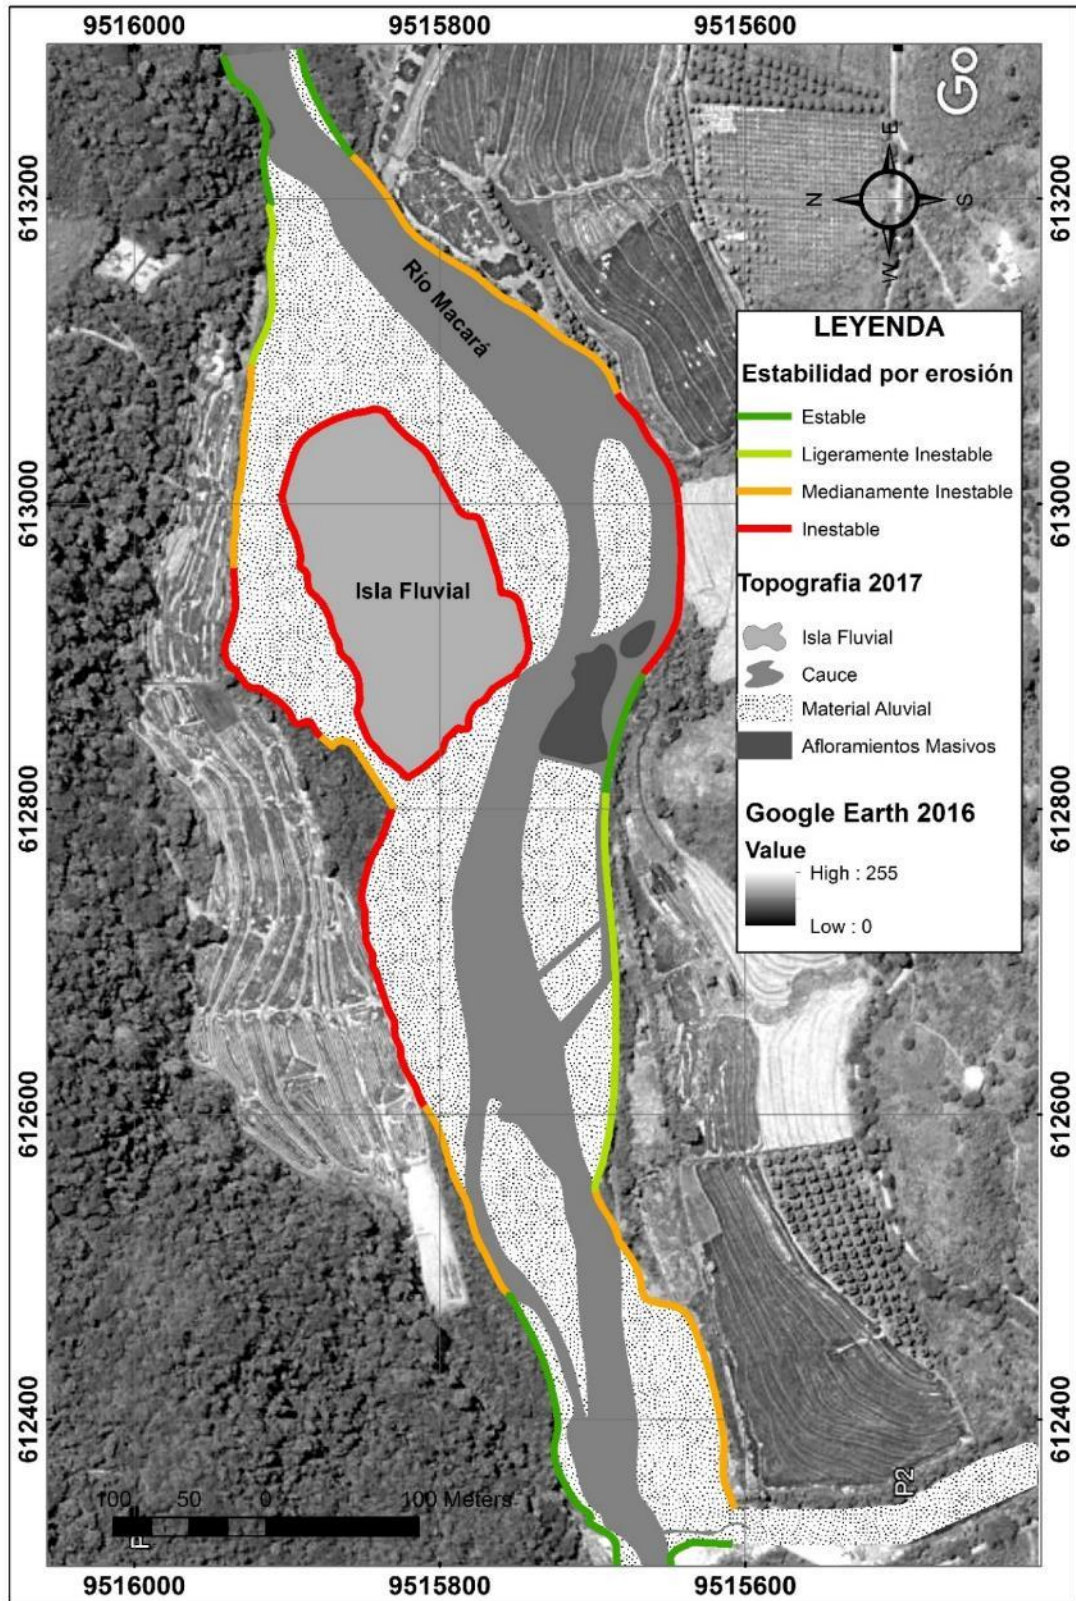 9516000 9515800 9515600
Go
613200 613200
E
N S
W
Río Macará
LEYENDA
Estabilidad por erosión
Estable
Ligeramente Inestable
Medianamente Inestable
Inestable
613000 613000
Isla Fluvial
Topografia 2017
Isla Fluvial
Cauce
Material Aluvial
Afloramientos Masivos
612800 612800
Google Earth 2016
Value
High : 255
Low : 0
612600 612600
612400 612400
P2
100 50 0 100 Meters
9516000 9515800 9515600